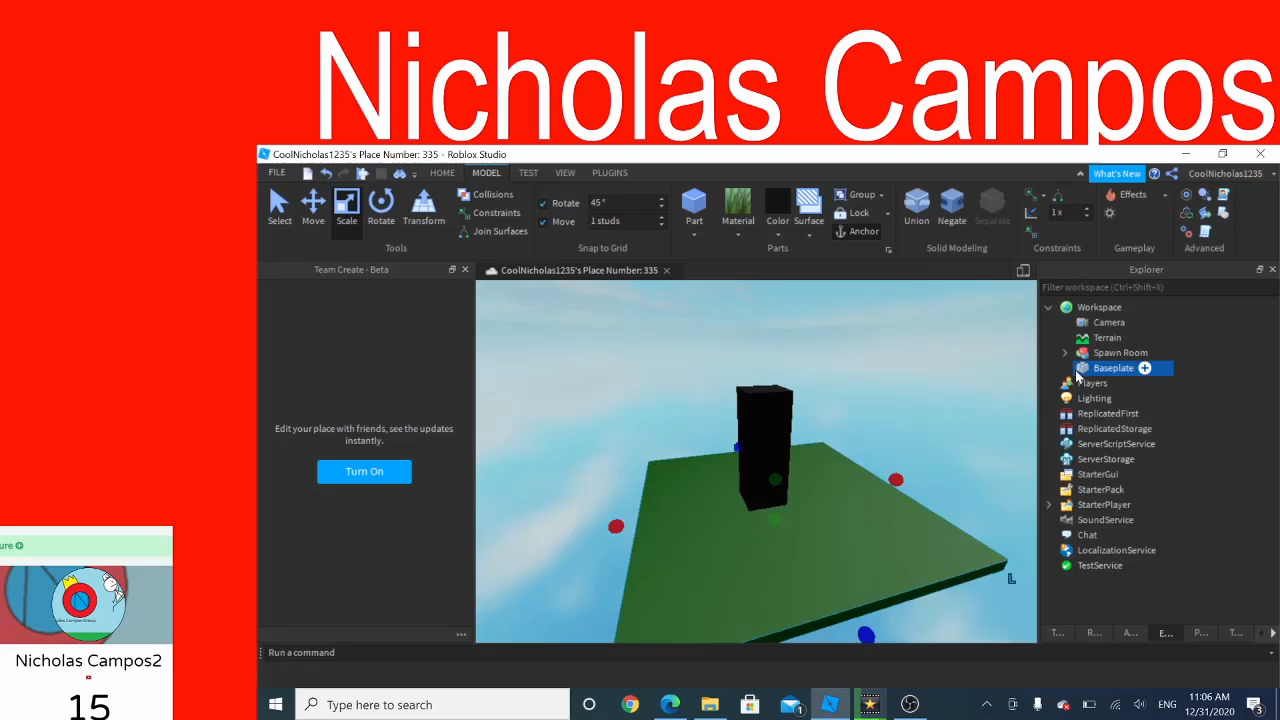 Nicholas Campos
CoolNicholas1235's Place Number: 335 - Roblox Studio
FILE
HOME
MODEL
TEST
VIEW
PLUGINS
What's New
CoolNicholas1235
Select
Move
Scale
Rotate
Transform
Collisions
Constraints
Join Surfaces
Tools
Rotate 45°
Move 1 studs
Snap to Grid
Part
Material
Color
Surface
Group
Lock
Anchor
Parts
Union
Negate
Separate
Solid Modeling
1 x
Constraints
Effects
Gameplay
Advanced
Team Create - Beta
CoolNicholas1235's Place Number: 335
Explorer
Filter workspace (Ctrl+Shift+X)
Workspace
Camera
Terrain
Spawn Room
Baseplate
Players
Lighting
ReplicatedFirst
ReplicatedStorage
ServerScriptService
ServerStorage
StarterGui
StarterPack
StarterPlayer
SoundService
Chat
LocalizationService
TestService
Edit your place with friends, see the updates
instantly.
Turn On
L
T... R... A... E... P... T...
Run a command
ure
Nicholas Campos2
15
Type here to search
ENG
11:06 AM
12/31/2020
3
1